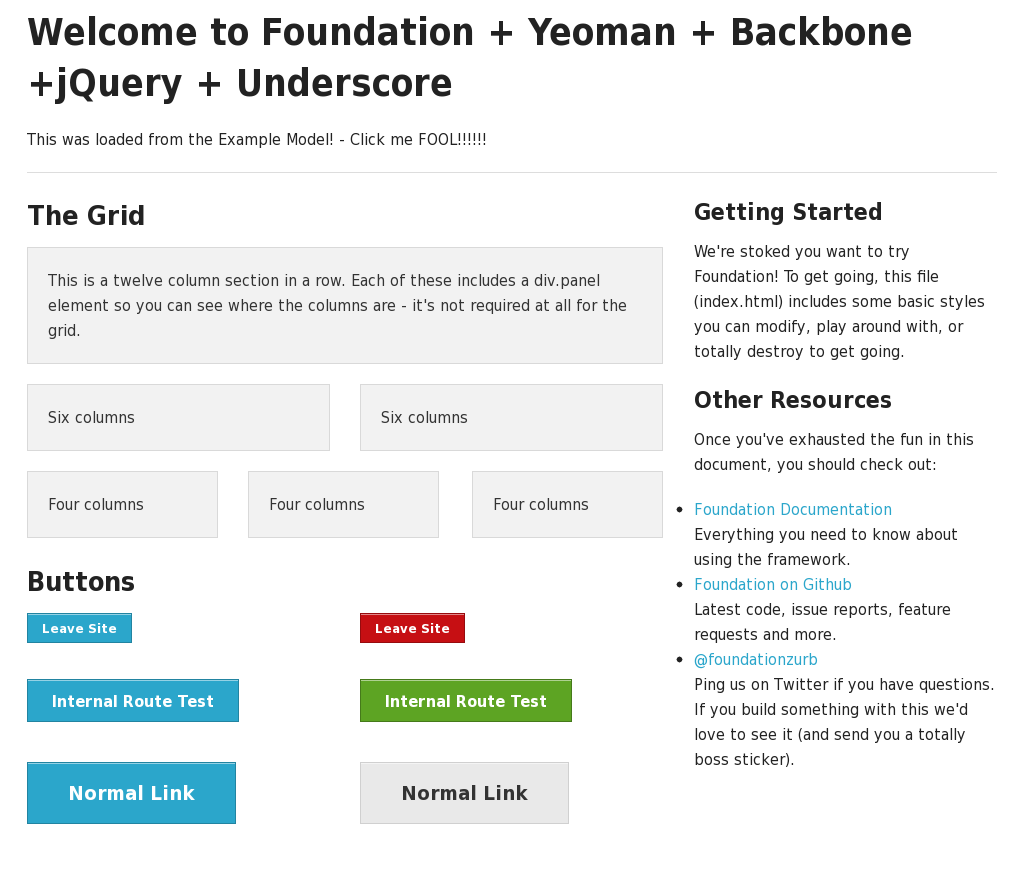 Welcome to Foundation + Yeoman + Backbone
+jQuery + Underscore
This was loaded from the Example Model! - Click me FOOL!!!!!!
The Grid
This is a twelve column section in a row. Each of these includes a div.panel
element so you can see where the columns are - it's not required at all for the
grid.
Six columns
Six columns
Four columns
Four columns
Four columns
Buttons
Leave Site
Leave Site
Internal Route Test
Internal Route Test
Normal Link
Normal Link
Getting Started
We're stoked you want to try
Foundation! To get going, this file
(index.html) includes some basic styles
you can modify, play around with, or
totally destroy to get going.
Other Resources
Once you've exhausted the fun in this
document, you should check out:
Foundation Documentation
Everything you need to know about
using the framework.
Foundation on Github
Latest code, issue reports, feature
requests and more.
@foundationzurb
Ping us on Twitter if you have questions.
If you build something with this we'd
love to see it (and send you a totally
boss sticker).